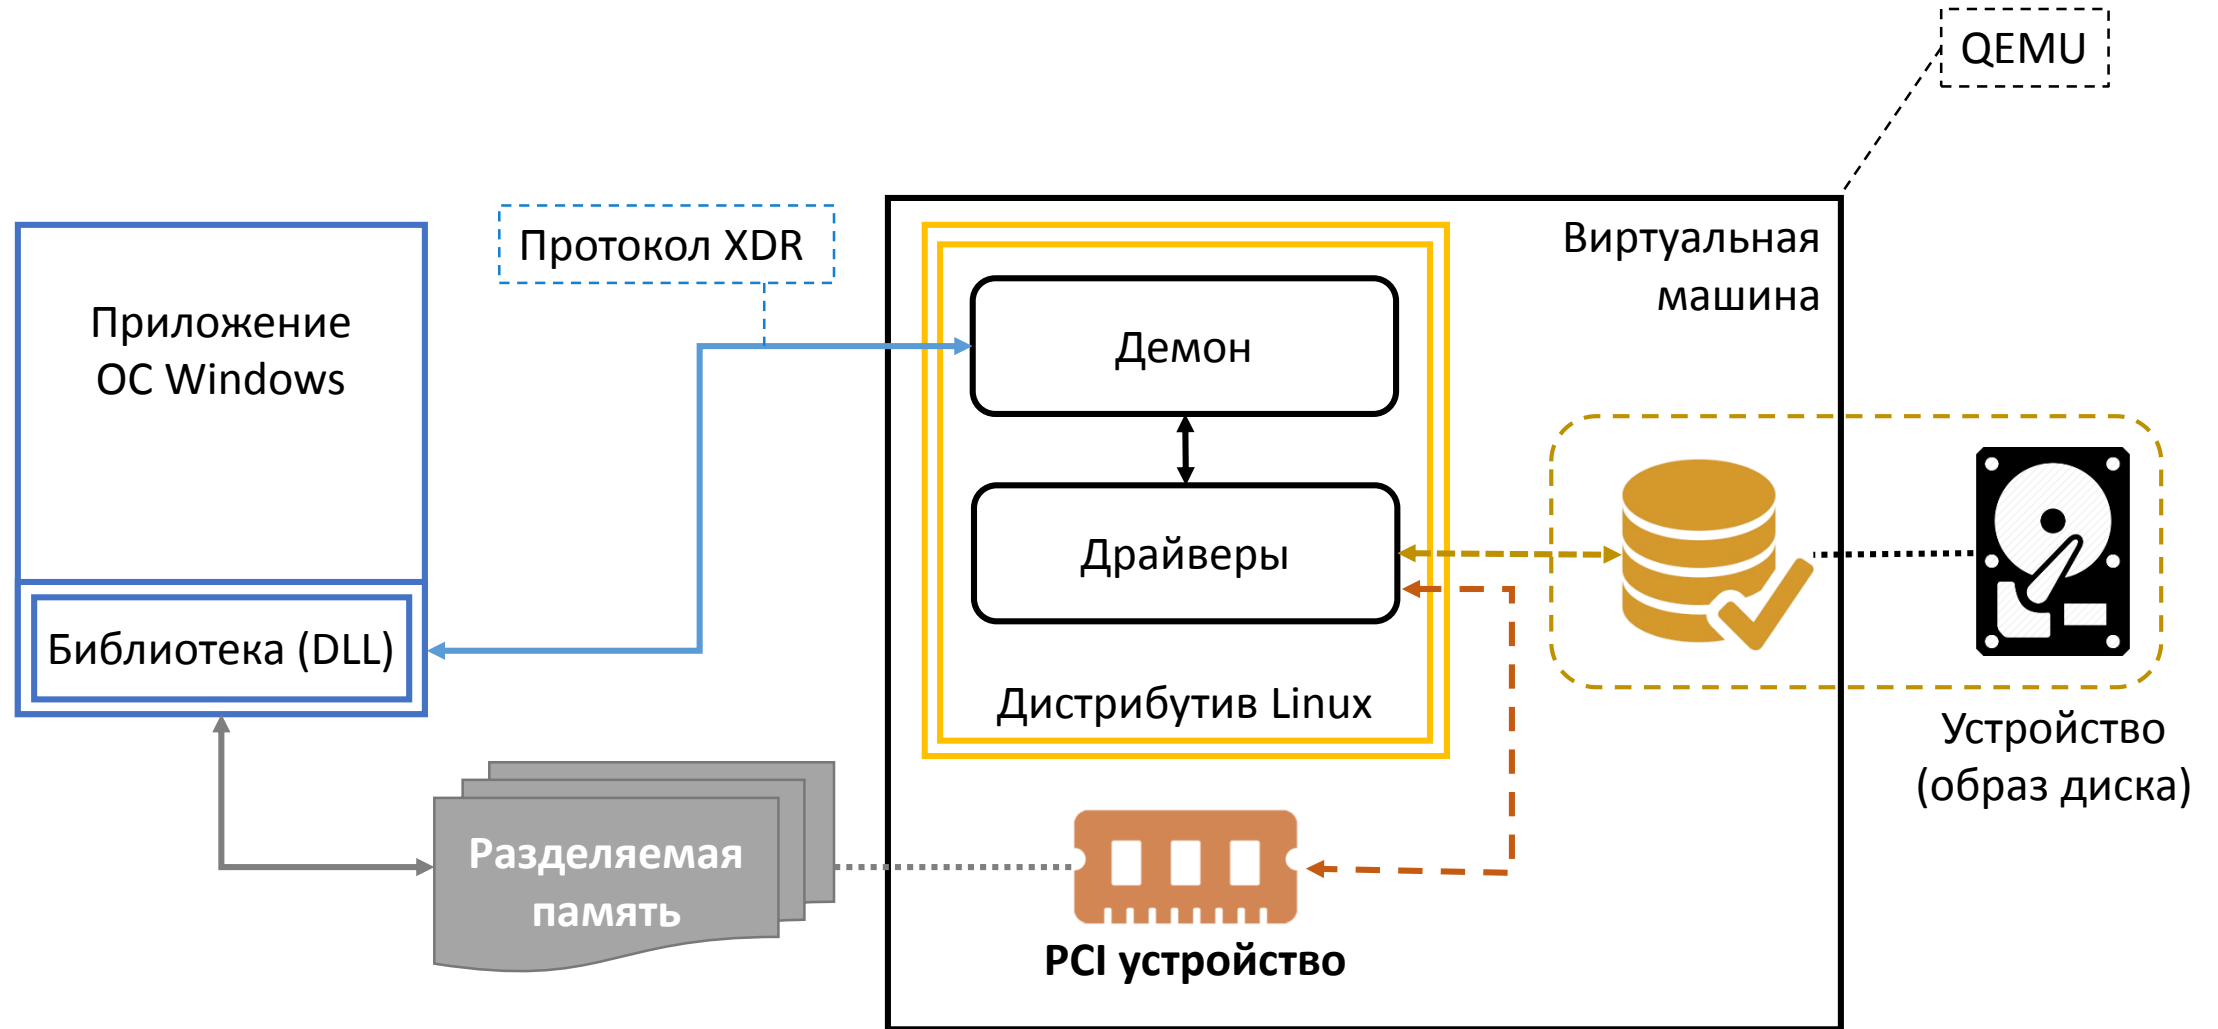 QEMU
Протокол XDR
Виртуальная
машина
Приложение
ОС Windows
Демон
Драйверы
Библиотека (DLL)
Дистрибутив Linux
Устройство
(образ диска)
Разделяемая
память
PCI устройство